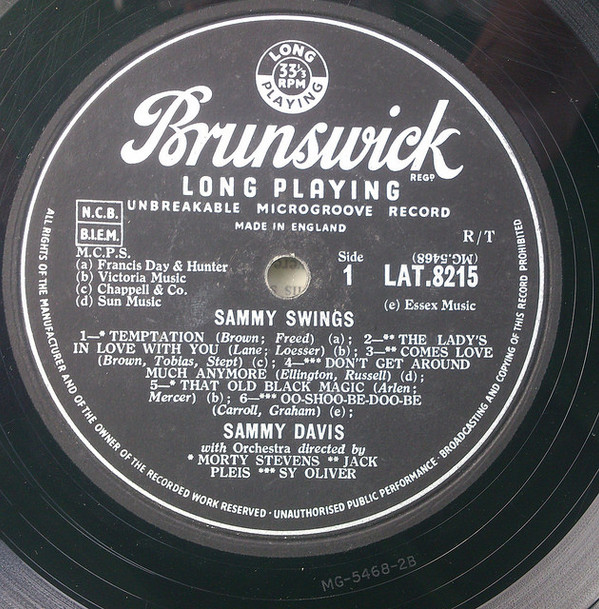 LONG
33⅓
RPM
PLAYING
Brunswick
REGD
LONG PLAYING
UNBREAKABLE MICROGROOVE RECORD
MADE IN ENGLAND
N.C.B.
B.I.E.M.
R/T
M.C.P.S.
(a) Francis Day & Hunter
(b) Victoria Music
(c) Chappell & Co.
(d) Sun Music
Side
1
(MG.5468)
LAT.8215
(e) Essex Music
SAMMY SWINGS
1—* TEMPTATION (Brown; Freed) (a); 2—** THE LADY'S
IN LOVE WITH YOU (Lane; Loesser) (b); 3—** COMES LOVE
(Brown, Tobias, Stept) (c); 4—*** DON'T GET AROUND
MUCH ANYMORE (Ellington, Russell) (d);
5—* THAT OLD BLACK MAGIC (Arlen;
Mercer) (b); 6—*** OO-SHOO-BE-DOO-BE
(Carroll, Graham) (e);
SAMMY DAVIS
with Orchestra directed by
* MORTY STEVENS ** JACK
PLEIS *** SY OLIVER
ALL RIGHTS OF THE MANUFACTURER AND OF THE OWNER OF THE RECORDED WORK RESERVED · UNAUTHORISED PUBLIC PERFORMANCE · BROADCASTING AND COPYING OF THIS RECORD PROHIBITED
MG-5468-2B